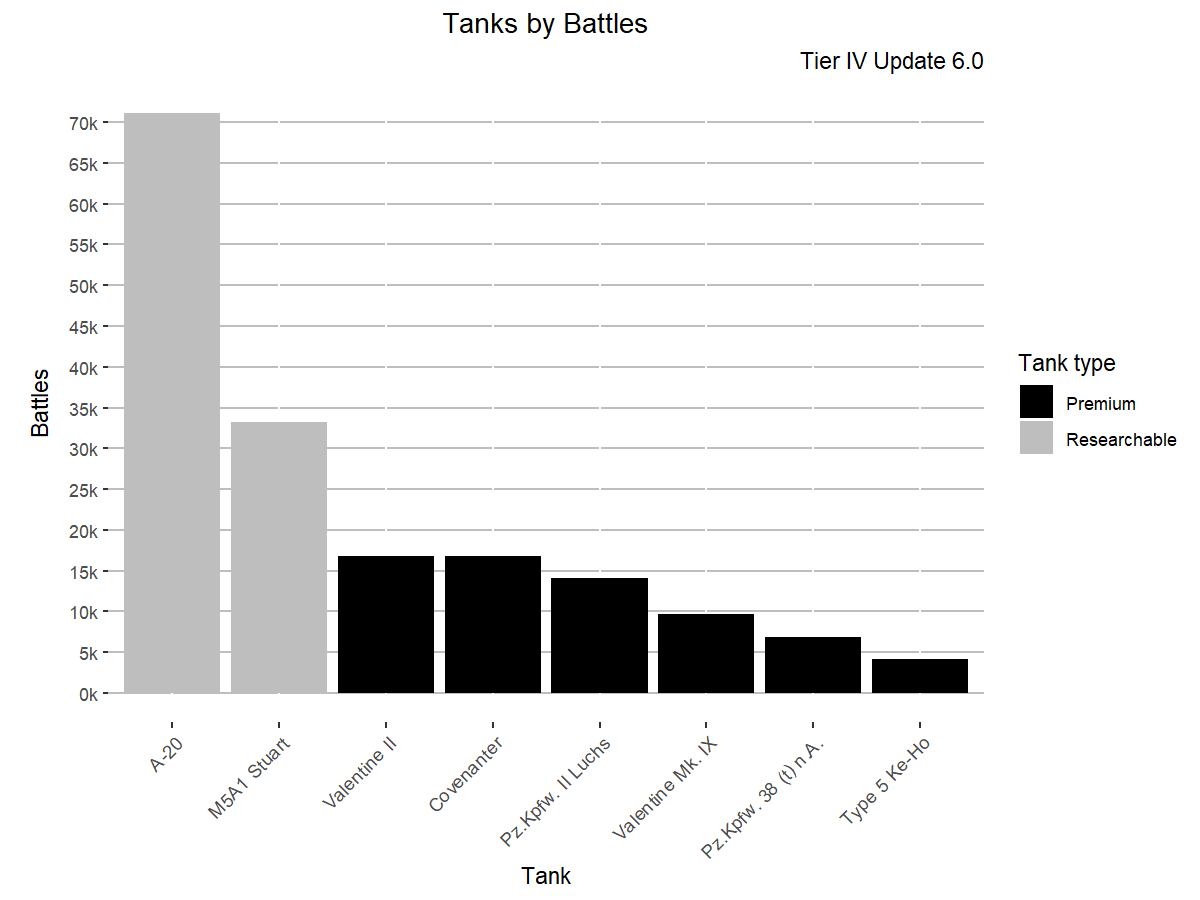 Tanks by Battles
Tier IV Update 6.0
Battles
70k
65k
60k
55k
50k
45k
40k
35k
30k
25k
20k
15k
10k
5k
0k
A-20
M5A1 Stuart
Valentine II
Covenanter
Pz.Kpfw. II Luchs
Valentine Mk. IX
Pz.Kpfw. 38 (t) n A.
Type 5 Ke-Ho
Tank
Tank type
Premium
Researchable